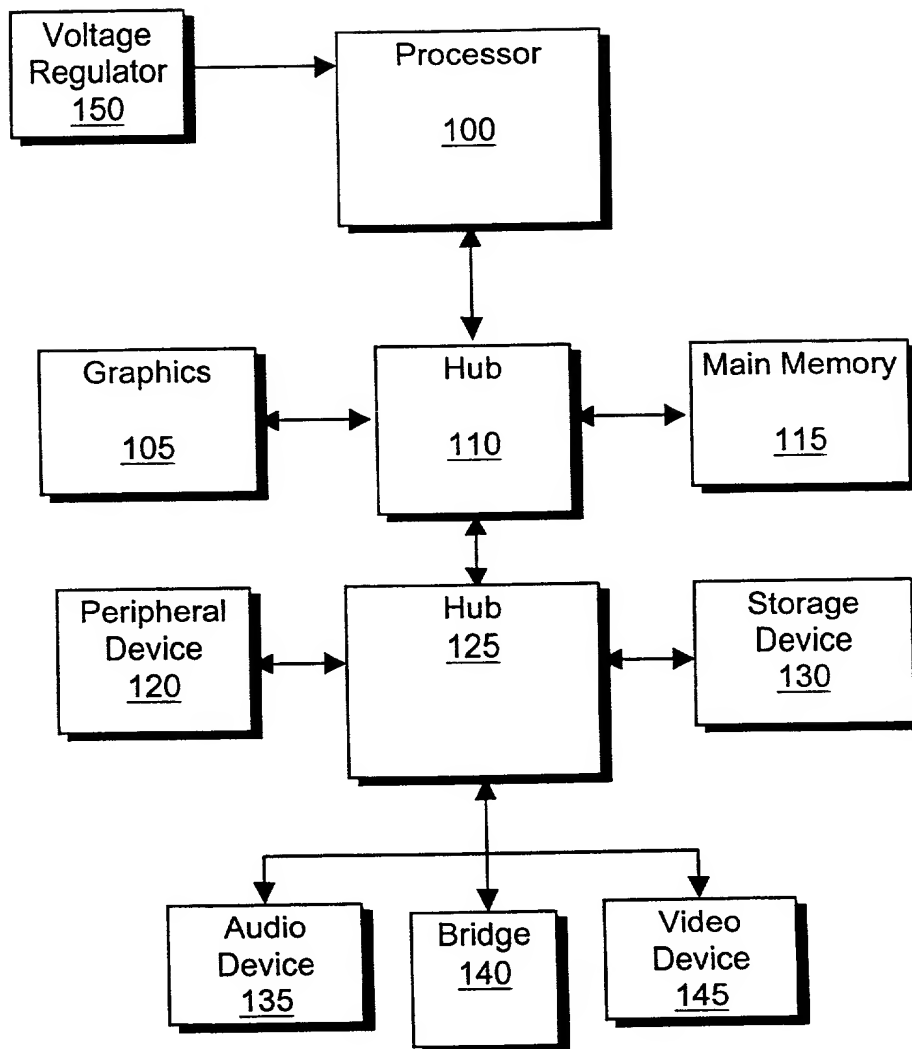 Voltage
Regulator
150
Processor
100
Graphics
105
Hub
110
Main Memory
115
Peripheral
Device
120
Hub
125
Storage
Device
130
Audio
Device
135
Bridge
140
Video
Device
145